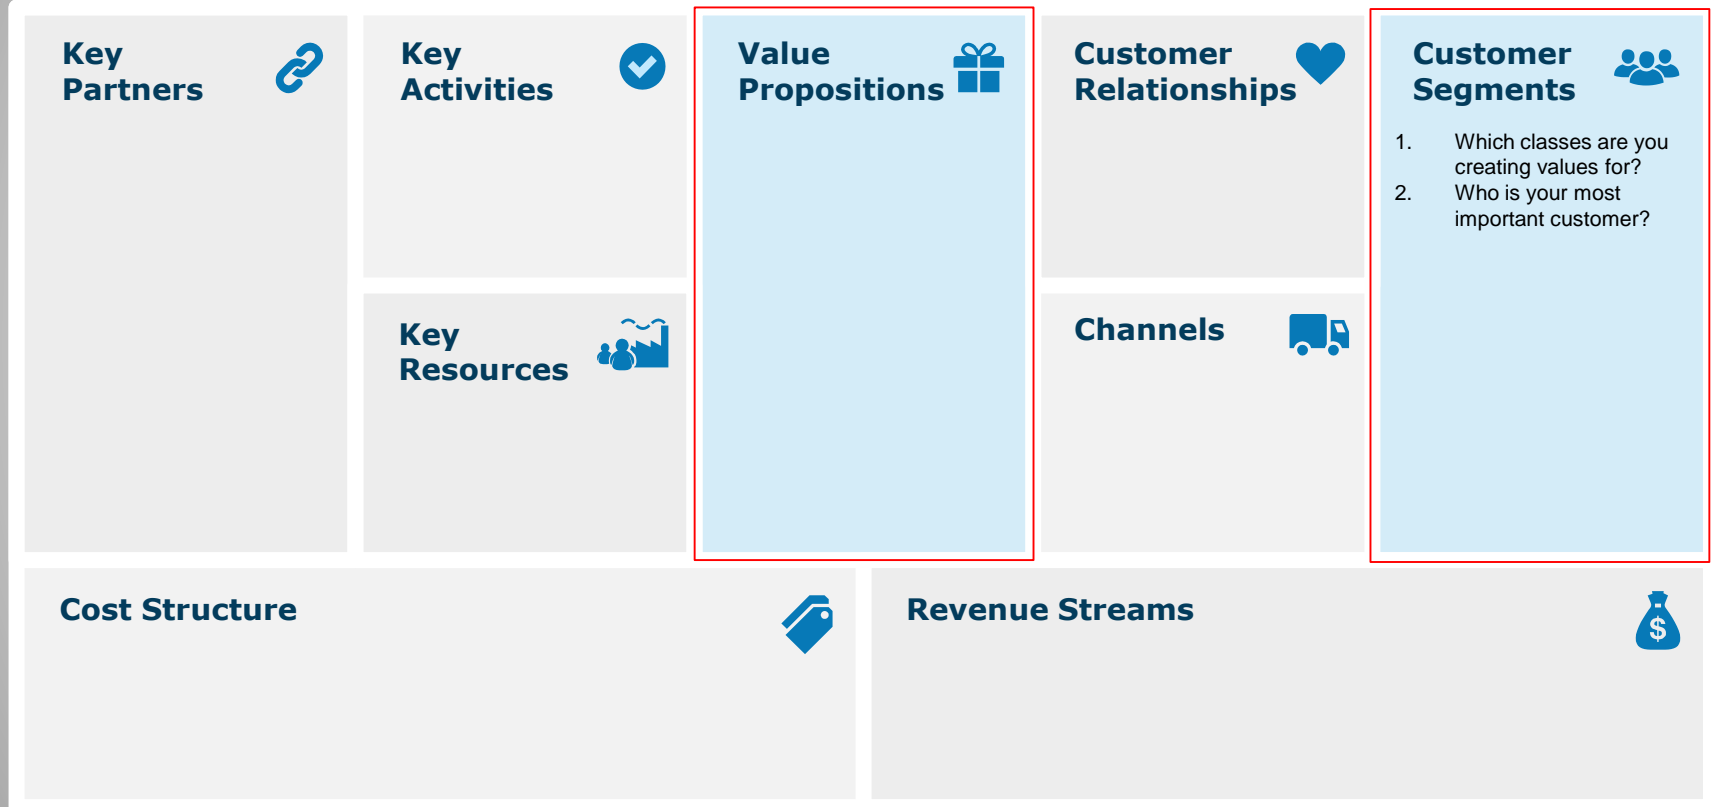 Key
Partners
Key
Activities
Key
Resources
Value
Propositions
Customer
Relationships
Channels
Customer
Segments
1. Which classes are you
creating values for?
2. Who is your most
important customer?
Cost Structure
Revenue Streams
$